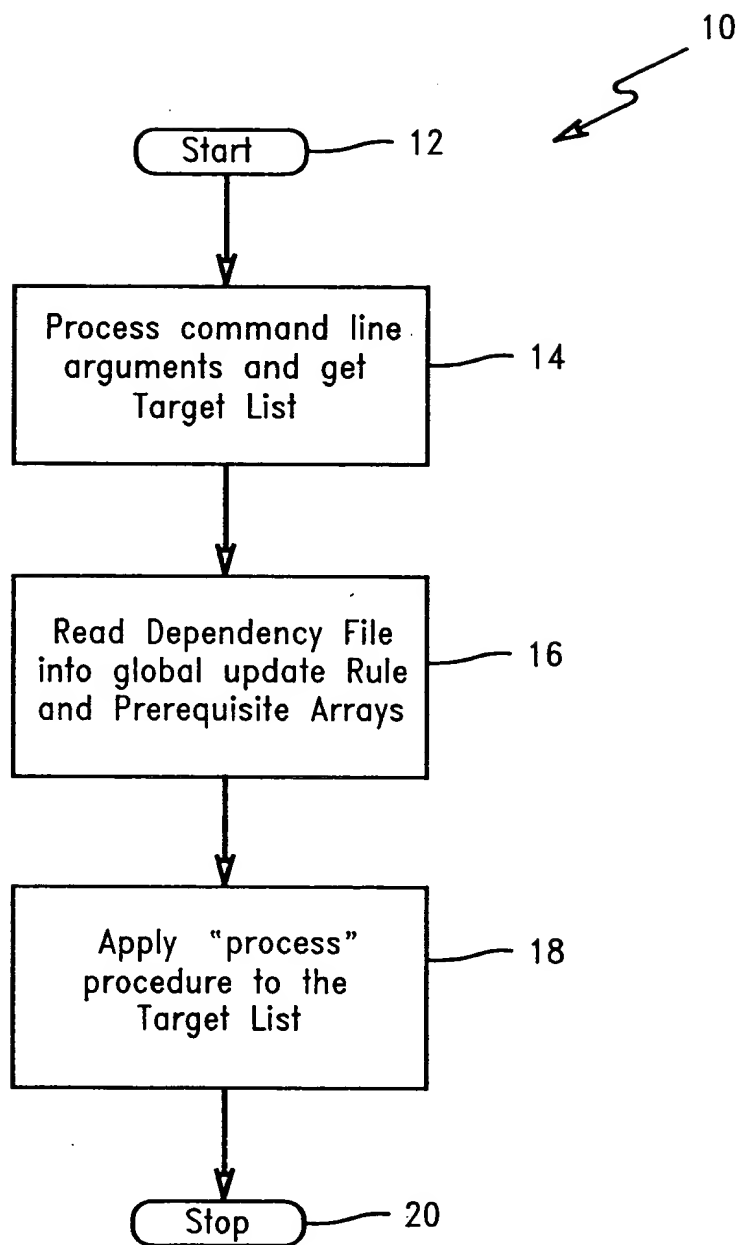 10
Start
12
Process command line
arguments and get
Target List
14
Read Dependency File
into global update Rule
and Prerequisite Arrays
16
Apply “process”
procedure to the
Target List
18
Stop
20